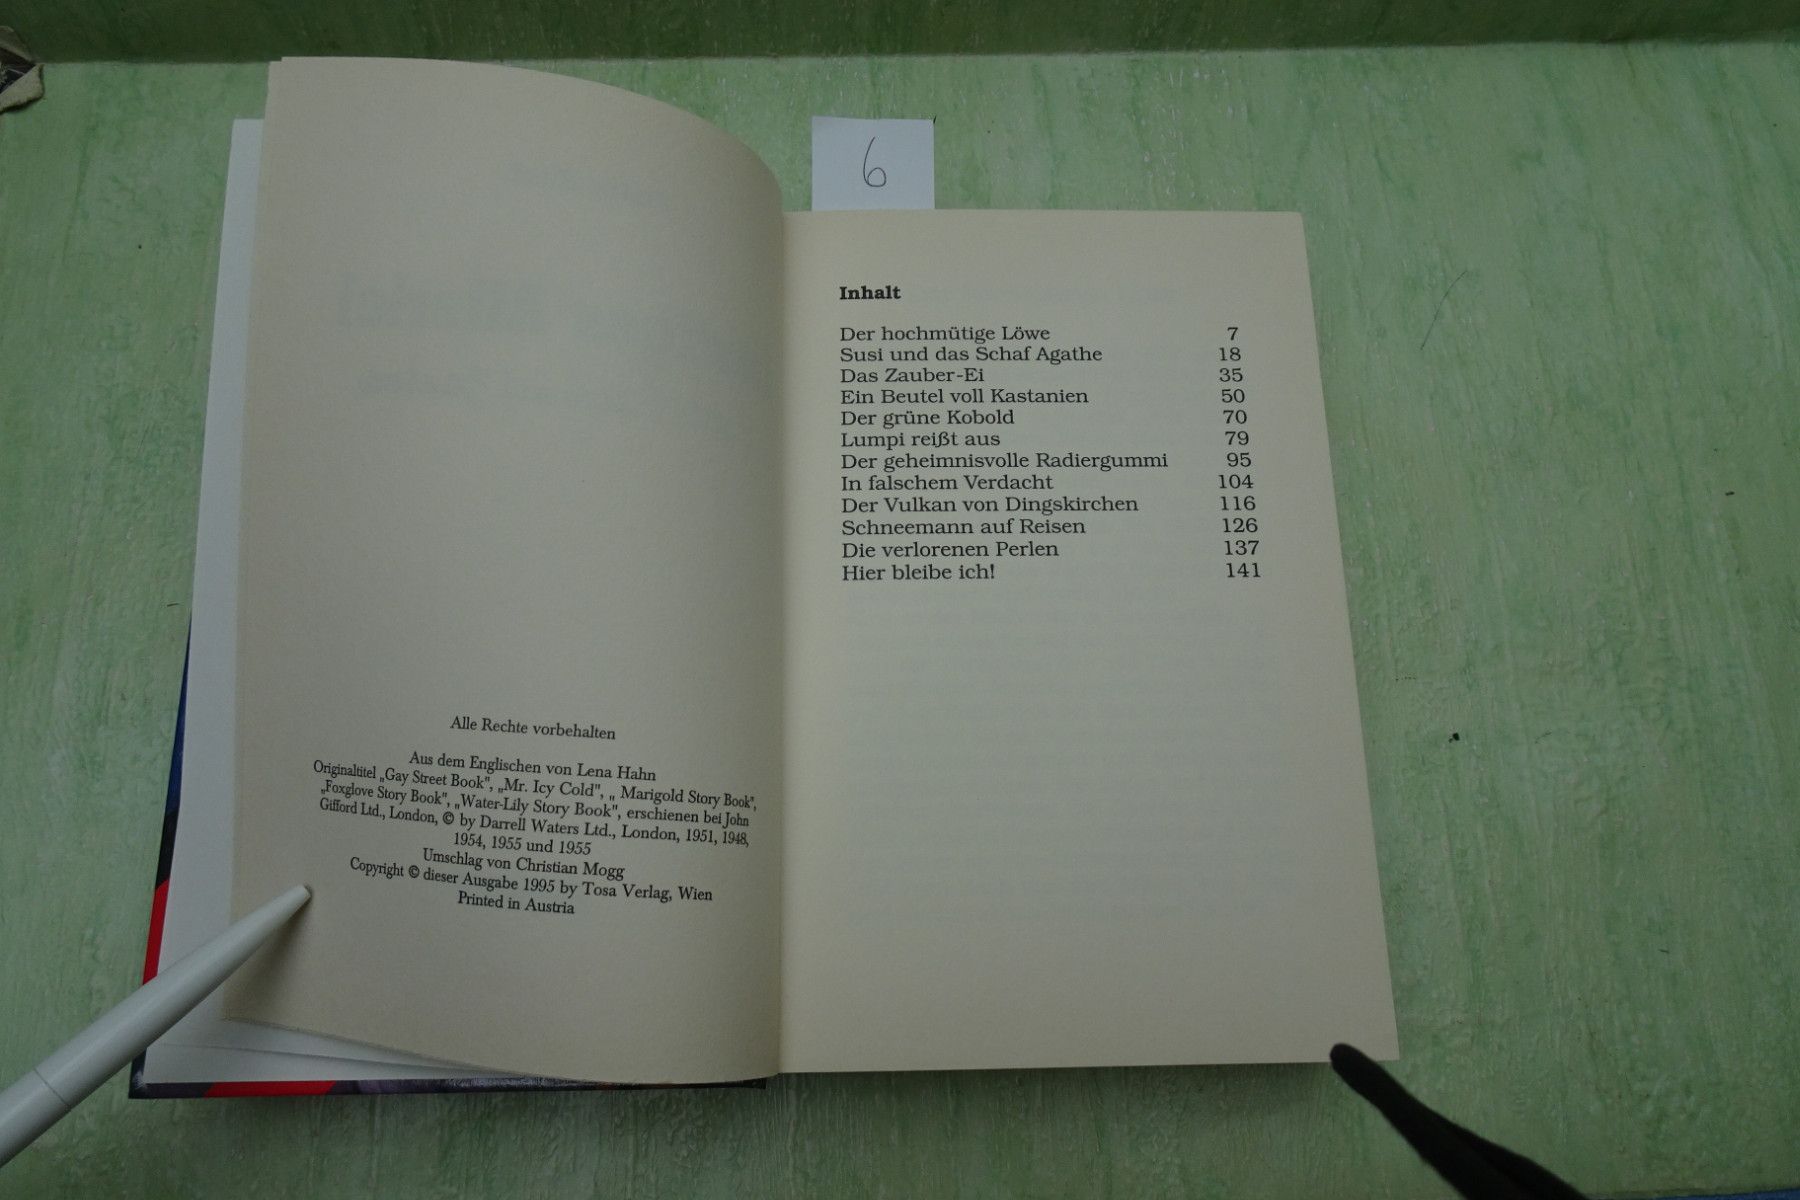 Alle Rechte vorbehalten
Aus dem Englischen von Lena Hahn
Originaltitel „Gay Street Book", „Mr. Icy Cold", „ Marigold Story Book",
„Foxglove Story Book", „Water-Lily Story Book", erschienen bei John
Gifford Ltd., London, © by Darrell Waters Ltd., London, 1951, 1948,
1954, 1955 und 1955
Umschlag von Christian Mogg
Copyright © dieser Ausgabe 1995 by Tosa Verlag, Wien
Printed in Austria
6
Inhalt
Der hochmütige Löwe 7
Susi und das Schaf Agathe 18
Das Zauber-Ei 35
Ein Beutel voll Kastanien 50
Der grüne Kobold 70
Lumpi reißt aus 79
Der geheimnisvolle Radiergummi 95
In falschem Verdacht 104
Der Vulkan von Dingskirchen 116
Schneemann auf Reisen 126
Die verlorenen Perlen 137
Hier bleibe ich! 141